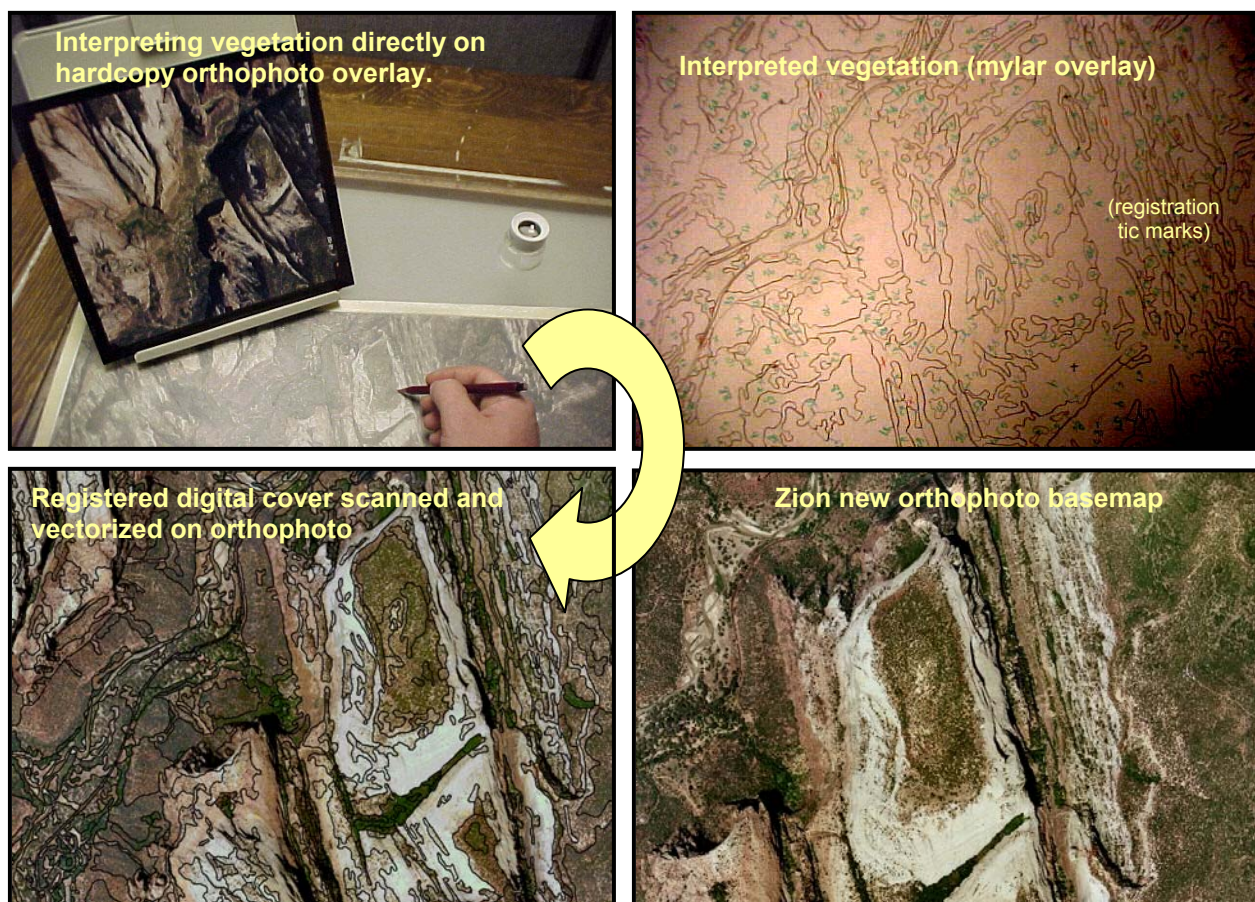 Interpreting vegetation directly on
hardcopy orthophoto overlay.
Interpreted vegetation (mylar overlay)
(registration
tic marks)
Registered digital cover scanned and
vectorized on orthophoto
Zion new orthophoto basemap